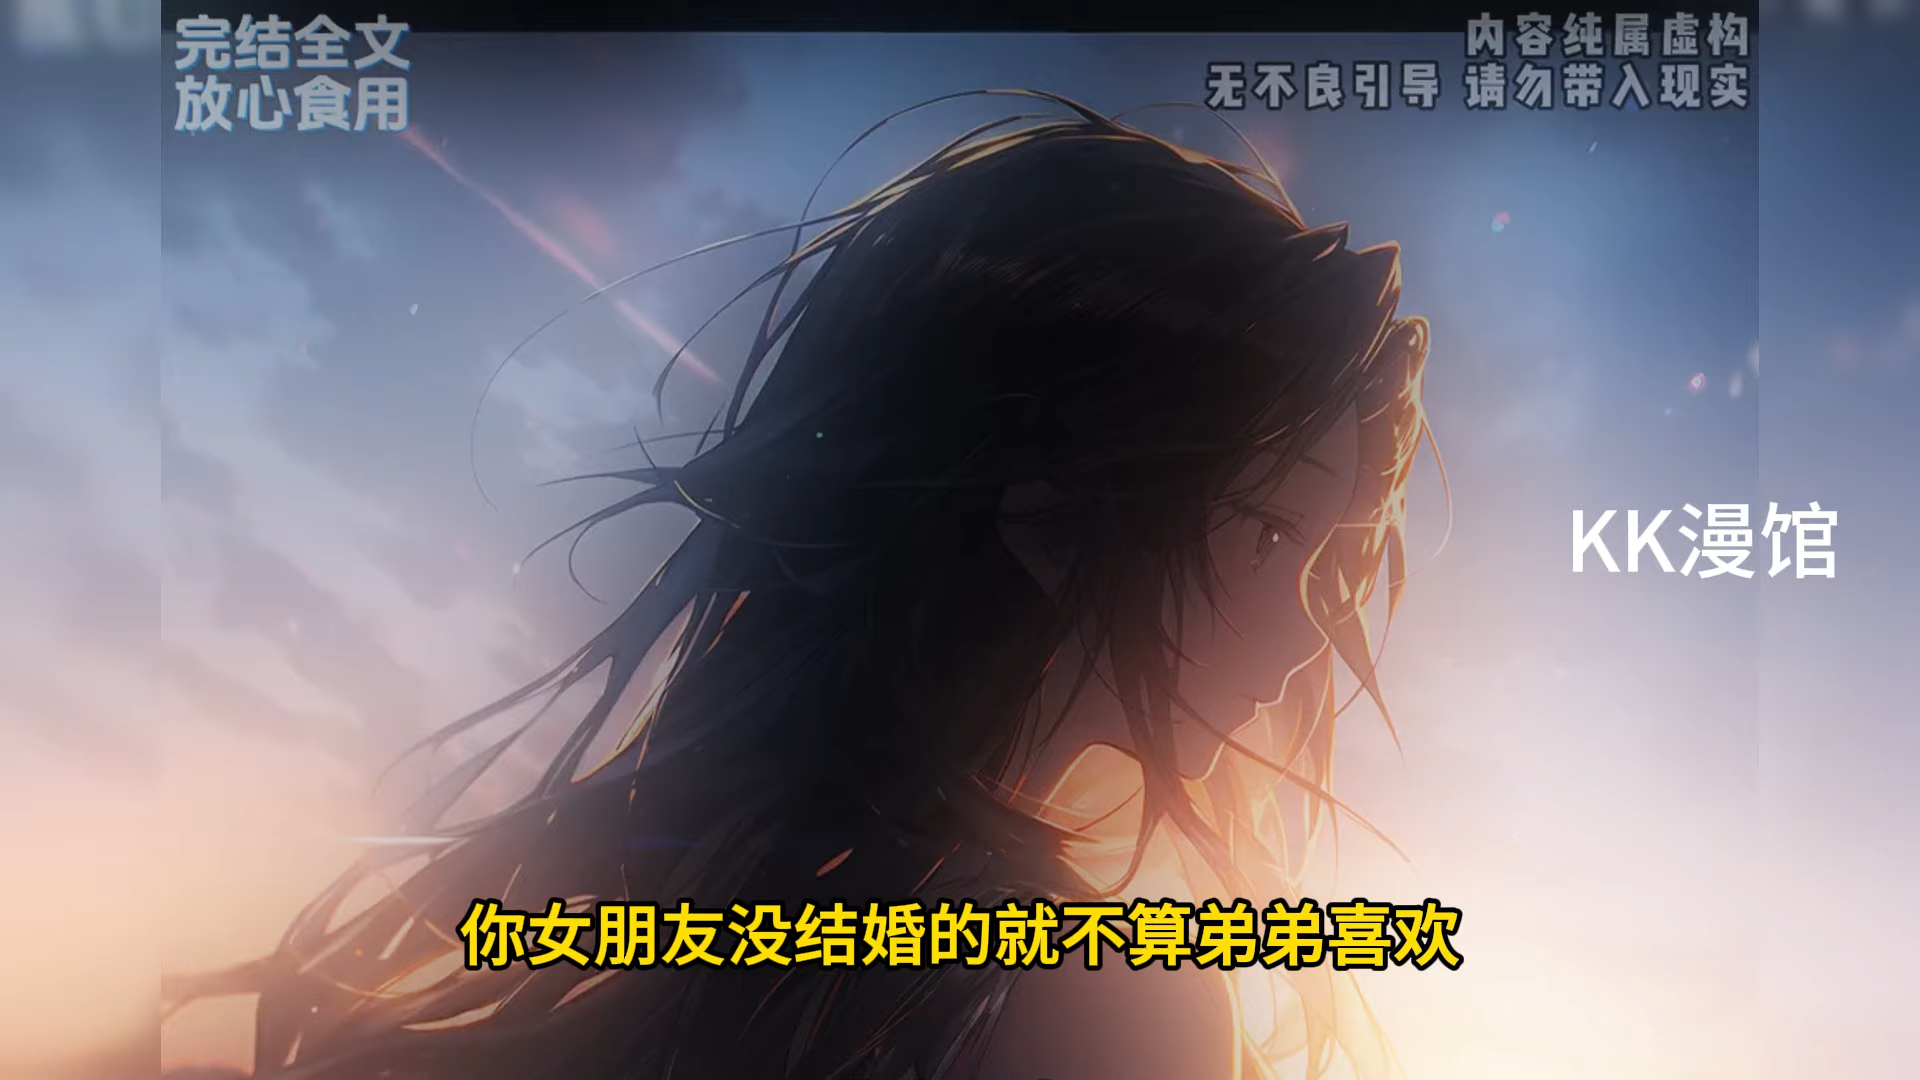 完结全文
放心食用
内容纯属虚构
无不良引导 请勿带入现实
KK漫馆
你女朋友没结婚的就不算弟弟喜欢